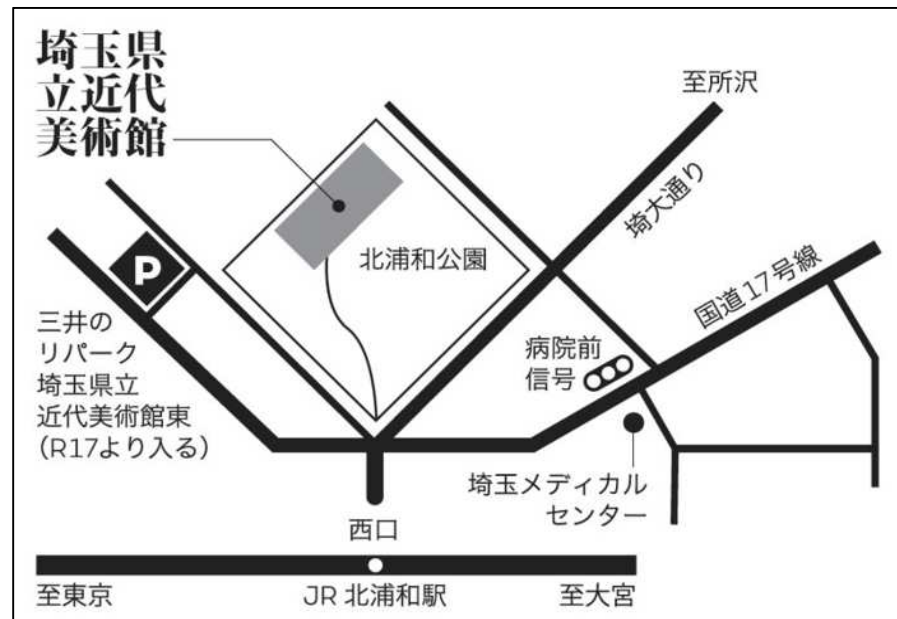 埼玉県
立近代
美術館
至所沢
埼大通り
北浦和公園
国道17号線
P
三井の
リパーク
埼玉県立
近代美術館東
（R17より入る）
病院前
信号
埼玉メディカル
センター
西口
至東京
JR 北浦和駅
至大宮